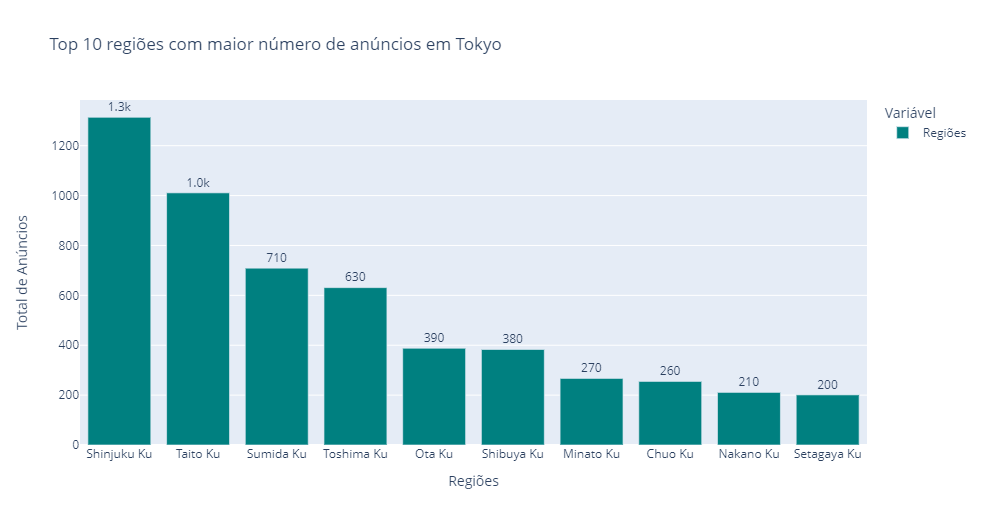 Top 10 regiões com maior número de anúncios em Tokyo
Variável
Regiões
Total de Anúncios
1200
1000
800
600
400
200
0
1.3k
1.0k
710
630
390
380
270
260
210
200
Shinjuku Ku
Taito Ku
Sumida Ku
Toshima Ku
Ota Ku
Shibuya Ku
Minato Ku
Chuo Ku
Nakano Ku
Setagaya Ku
Regiões